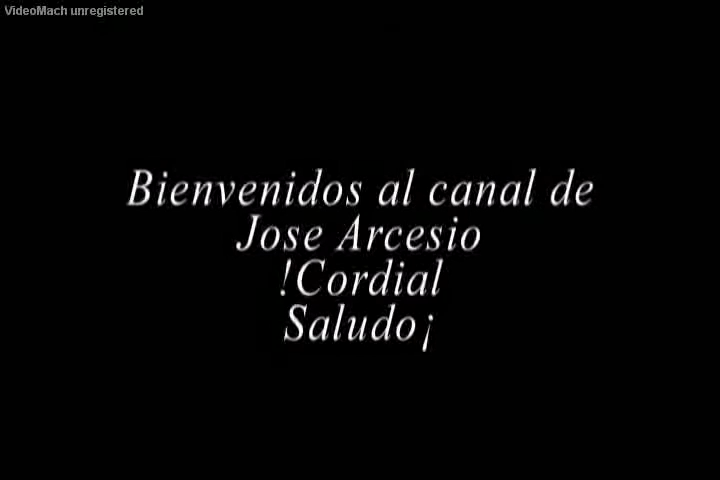 VideoMach unregistered
Bienvenidos al canal de
Jose Arcesio
!Cordial
Saludo¡